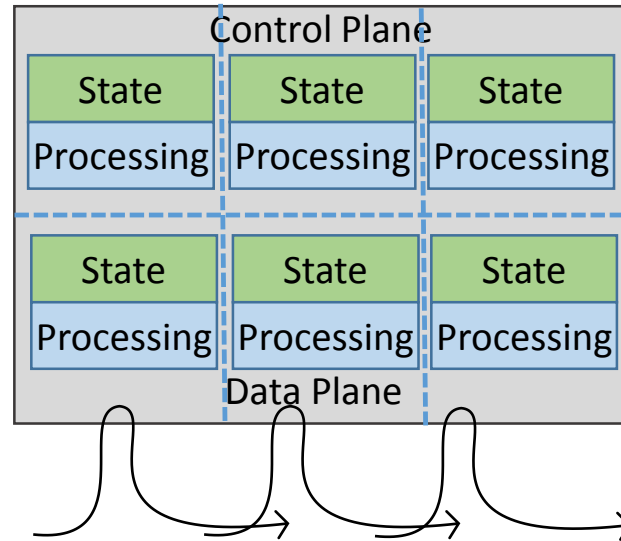 Control Plane
State State State
Processing Processing Processing
State State State
Processing Processing Processing
Data Plane